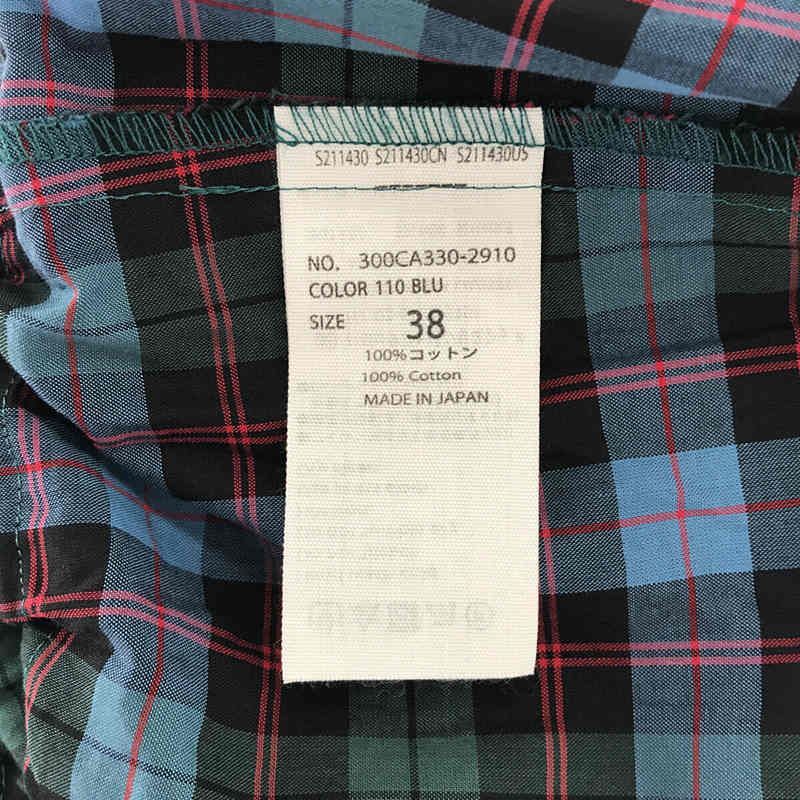 S211430 S211430CN S211430US
NO. 300CA330-2910
COLOR 110 BLU
SIZE 38
100%コットン
100% Cotton
MADE IN JAPAN